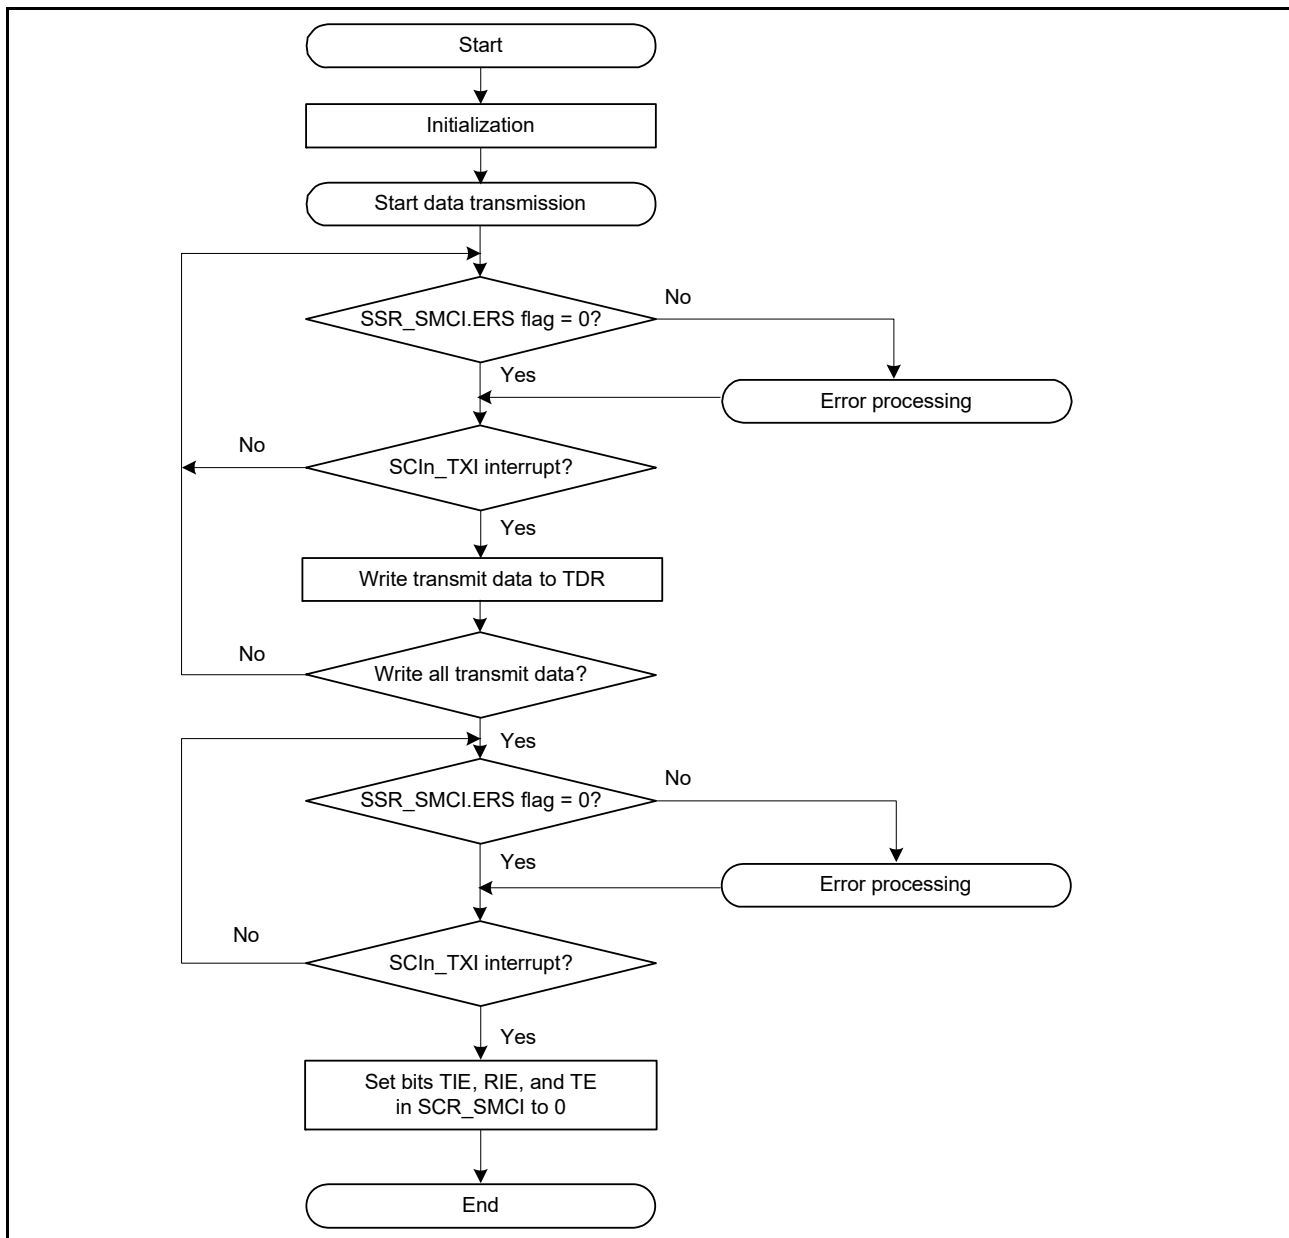 Start
Initialization
Start data transmission
SSR_SMCI.ERS flag = 0?
No
Yes
Error processing
No
SCIn_TXI interrupt?
Yes
Write transmit data to TDR
No
Write all transmit data?
Yes
SSR_SMCI.ERS flag = 0?
No
Yes
Error processing
No
SCIn_TXI interrupt?
Yes
Set bits TIE, RIE, and TE
in SCR_SMCI to 0
End